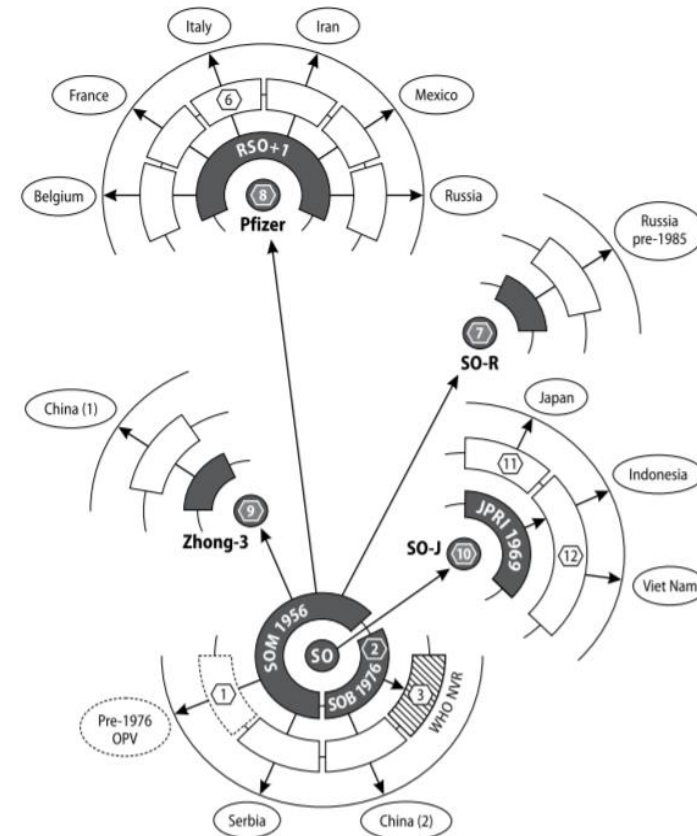 Italy
Iran
France
6
Mexico
RSO+1
Belgium
8
Russia
Pfizer
Russia
pre-1985
7
SO-R
China (1)
Japan
11
Indonesia
JPRI 1969
9
Zhong-3
SO-J
10
12
Viet Nam
SOM 1956
SO
2
SOB 1976
1
3
WHO NVR
Pre-1976
OPV
Serbia
China (2)